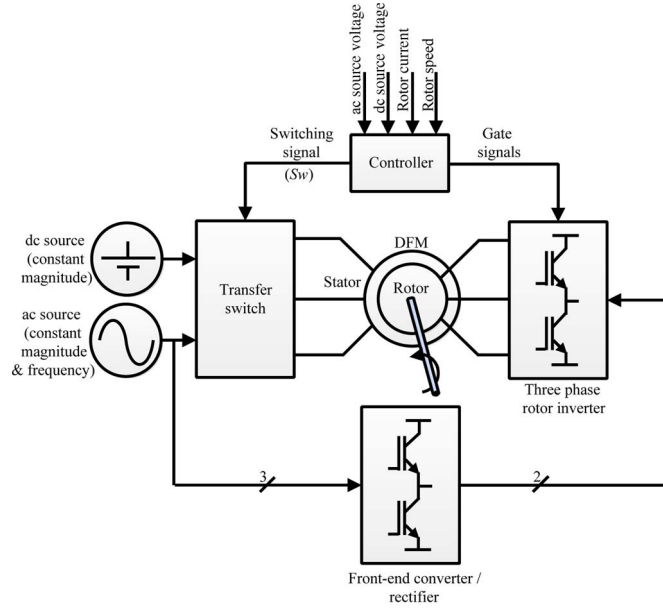 ac source voltage
dc source voltage
Rotor current
Rotor speed
Switching
signal
(Sw)
Controller
Gate
signals
dc source
(constant
magnitude)
ac source
(constant
magnitude
& frequency)
Transfer
switch
Stator
DFM
Rotor
Three phase
rotor inverter
3
2
Front-end converter /
rectifier